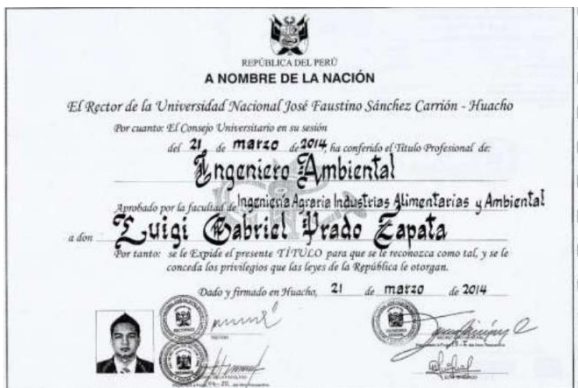 REPÚBLICA DEL PERÚ
A NOMBRE DE LA NACIÓN
El Rector de la Universidad Nacional José Faustino Sánchez Carrión - Huacho
Por cuanto: El Consejo Universitario en su sesión
del 21 de marzo de 2014, ha conferido el Título Profesional de:
Ingeniero Ambiental
Aprobado por la facultad de Ingeniería Agraria Industrias Alimentarias y Ambiental
a don Luigi Gabriel Prado Zapata
Por tanto: se le Expide el presente TÍTULO para que se le reconozca como tal, y se le
conceda los privilegios que las leyes de la República le otorgan.
Dado y firmado en Huacho, 21 de marzo de 2014